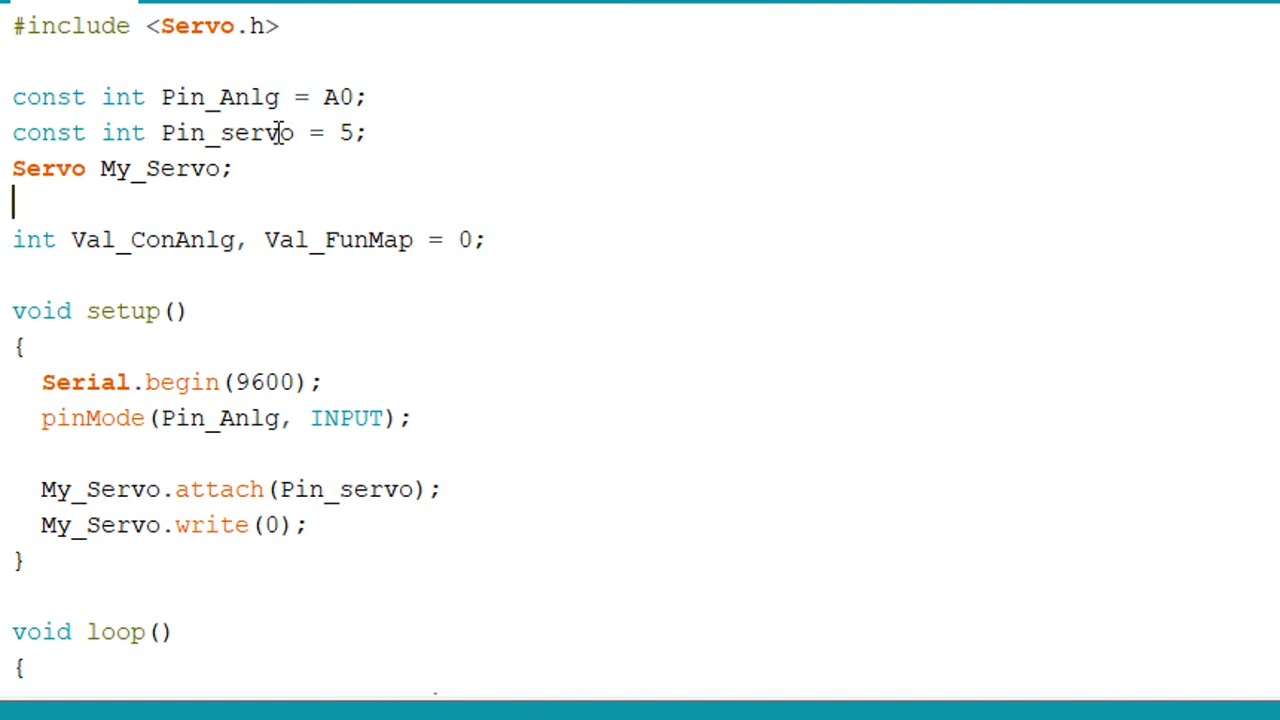 #include <Servo.h>
const int Pin_Anlg = A0;
const int Pin_servo = 5;
Servo My_Servo;
int Val_ConAnlg, Val_FunMap = 0;
void setup()
{
  Serial.begin(9600);
  pinMode(Pin_Anlg, INPUT);
  My_Servo.attach(Pin_servo);
  My_Servo.write(0);
}
void loop()
{